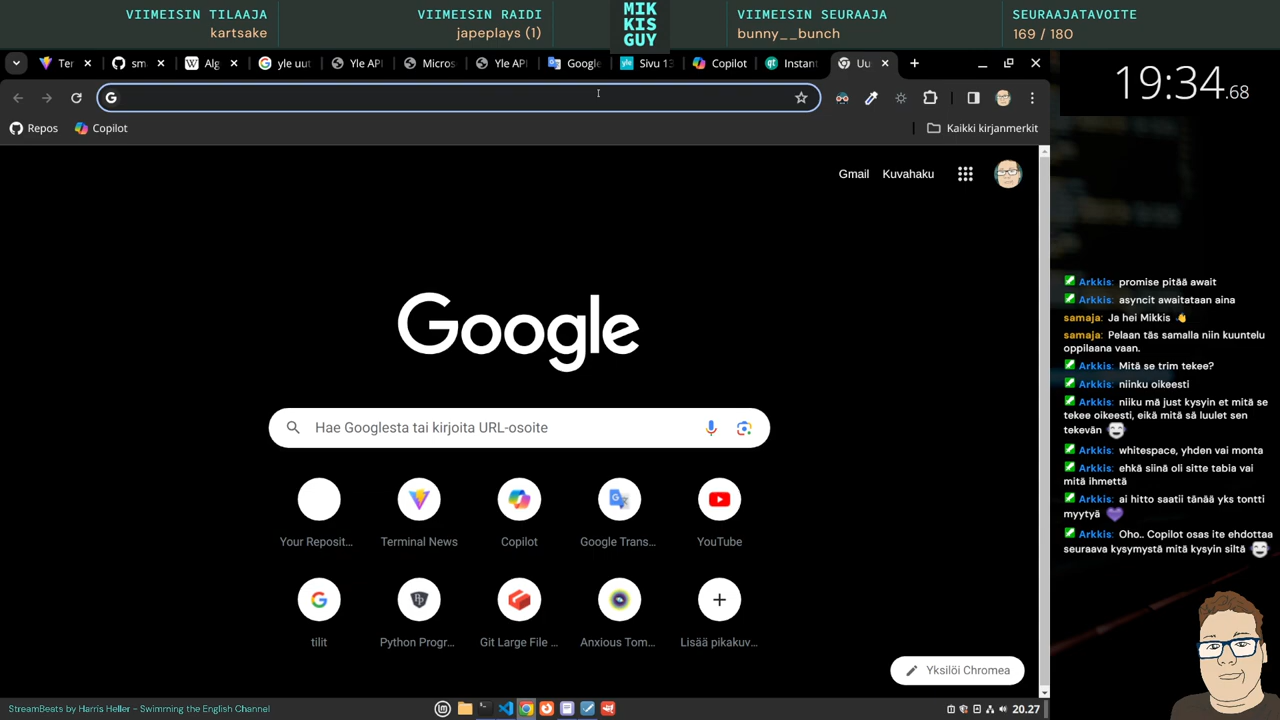 VIIMEISIN TILAAJA
kartsake
VIIMEISIN RAIDI
japeplays (1)
MIK
KIS
GUY
VIIMEISIN SEURAAJA
bunny__bunch
SEURAAJATAVOITE
169 / 180
Ter
sm
Alg
yle uut
Yle API
Micros
Yle API
Google
Sivu 13
Copilot
Instant
Uu
Repos
Copilot
Kaikki kirjanmerkit
Gmail
Kuvahaku
Google
Hae Googlesta tai kirjoita URL-osoite
Your Reposit...
Terminal News
Copilot
Google Trans...
YouTube
tilit
Python Progr...
Git Large File ...
Anxious Tom...
Lisää pikakuv...
Yksilöi Chromea
StreamBeats by Harris Heller - Swimming the English Channel
20.27
19:34.68
Arkkis: promise pitää await
Arkkis: asyncit awaitataan aina
samaja: Ja hei Mikkis
samaja: Pelaan täs samalla niin kuuntelu
oppilaana vaan.
Arkkis: Mitä se trim tekee?
Arkkis: niinku oikeesti
Arkkis: niiku mä just kysyin et mitä se
tekee oikeesti, eikä mitä sä luulet sen
tekevän
Arkkis: whitespace, yhden vai monta
Arkkis: ehkä siinä oli sitte tabia vai
mitä ihmettä
Arkkis: ai hitto saatii tänää yks tontti
myytyä
Arkkis: Oho.. Copilot osas ite ehdottaa
seuraava kysymystä mitä kysyin siltä